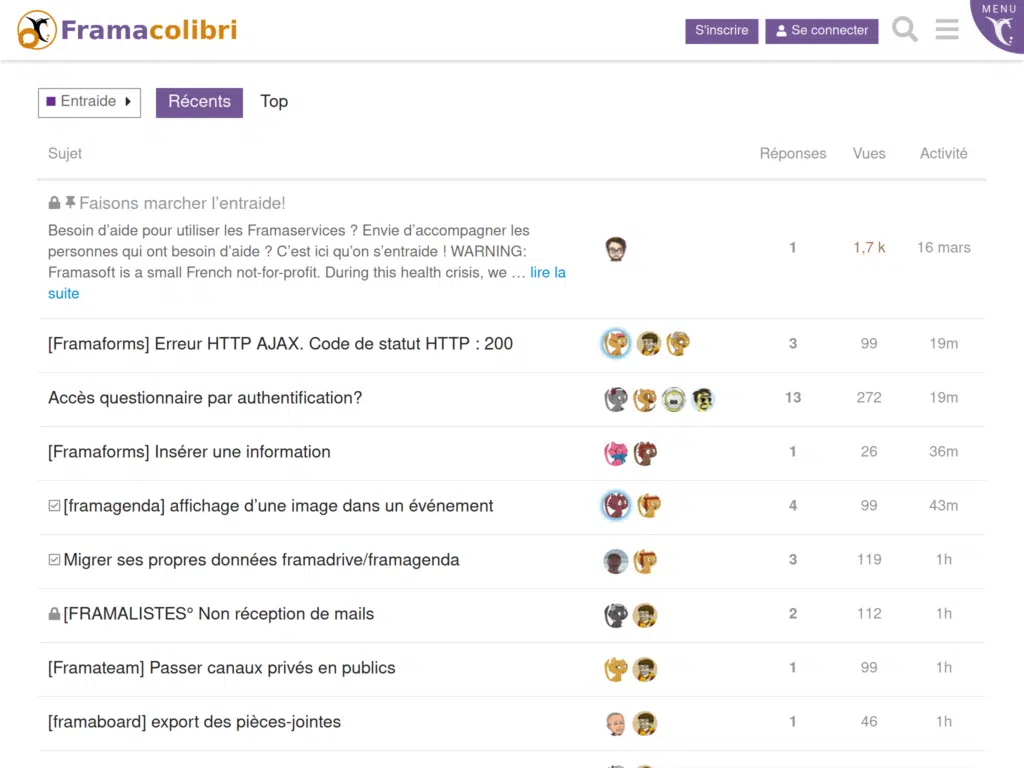 Framacolibri
S'inscrire
Se connecter
MENU
Entraide
Récents
Top
Sujet
Réponses
Vues
Activité
Faisons marcher l’entraide!
Besoin d’aide pour utiliser les Framaservices ? Envie d’accompagner les
personnes qui ont besoin d’aide ? C’est ici qu’on s’entraide ! WARNING:
Framasoft is a small French not-for-profit. During this health crisis, we … lire la
suite
1
1,7 k
16 mars
[Framaforms] Erreur HTTP AJAX. Code de statut HTTP : 200
3
99
19m
Accès questionnaire par authentification?
13
272
19m
[Framaforms] Insérer une information
1
26
36m
[framagenda] affichage d’une image dans un événement
4
99
43m
Migrer ses propres données framadrive/framagenda
3
119
1h
[FRAMALISTES° Non réception de mails
2
112
1h
[Framateam] Passer canaux privés en publics
1
99
1h
[framaboard] export des pièces-jointes
1
46
1h